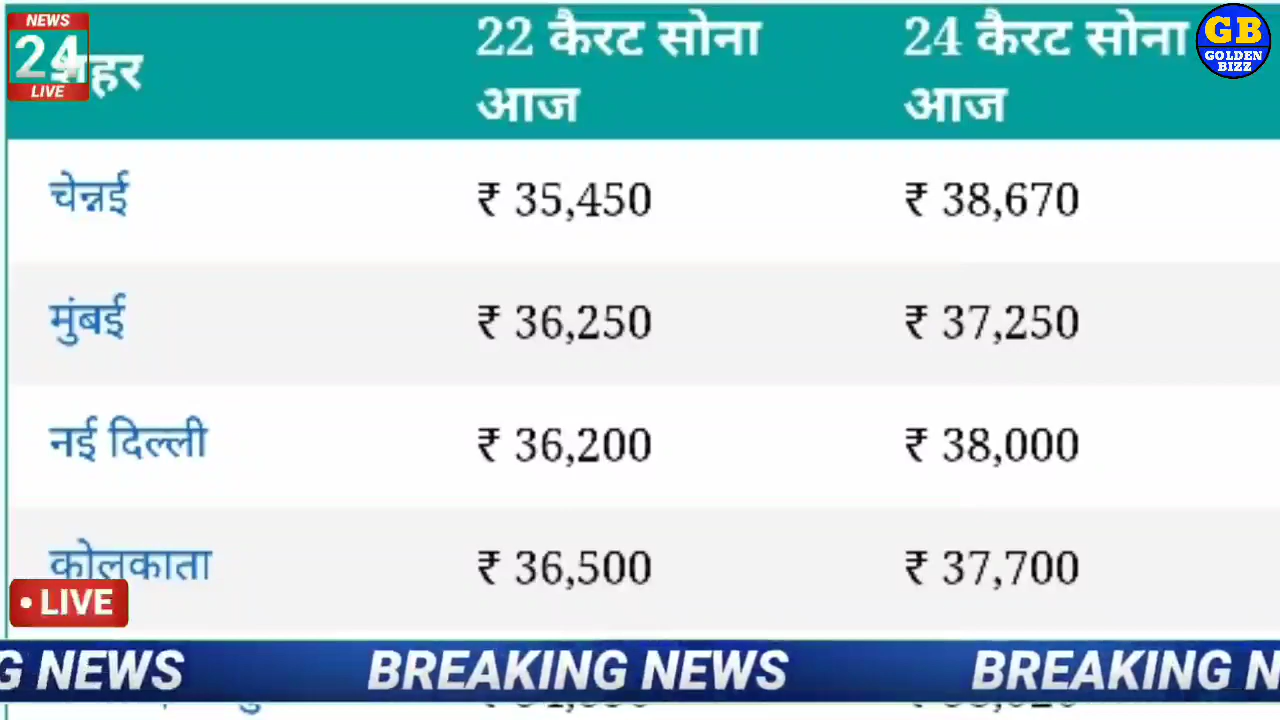 NEWS
24
LIVE
शहर
22 कैरट सोना आज
24 कैरट सोना आज
GB
GOLDEN
BIZZ
चेन्नई
₹ 35,450
₹ 38,670
मुंबई
₹ 36,250
₹ 37,250
नई दिल्ली
₹ 36,200
₹ 38,000
कोलकाता
₹ 36,500
₹ 37,700
• LIVE
G NEWS
BREAKING NEWS
BREAKING N